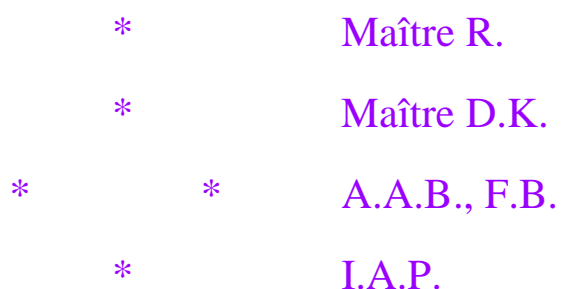 * Maître R.
* Maître D.K.
* * A.A.B., F.B.
* I.A.P.